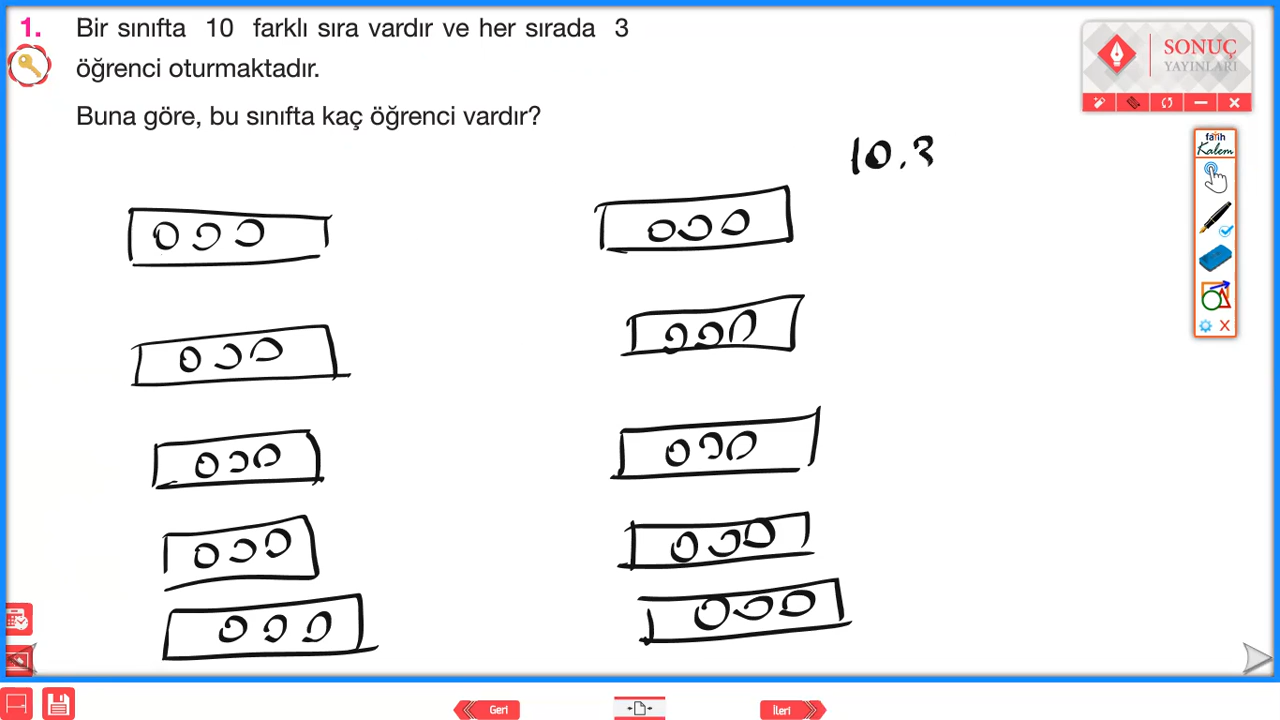 1. Bir sınıfta 10 farklı sıra vardır ve her sırada 3
öğrenci oturmaktadır.
Buna göre, bu sınıfta kaç öğrenci vardır?
10.3
SONUÇ
YAYINLARI
fatih
Kalem
Geri
İleri